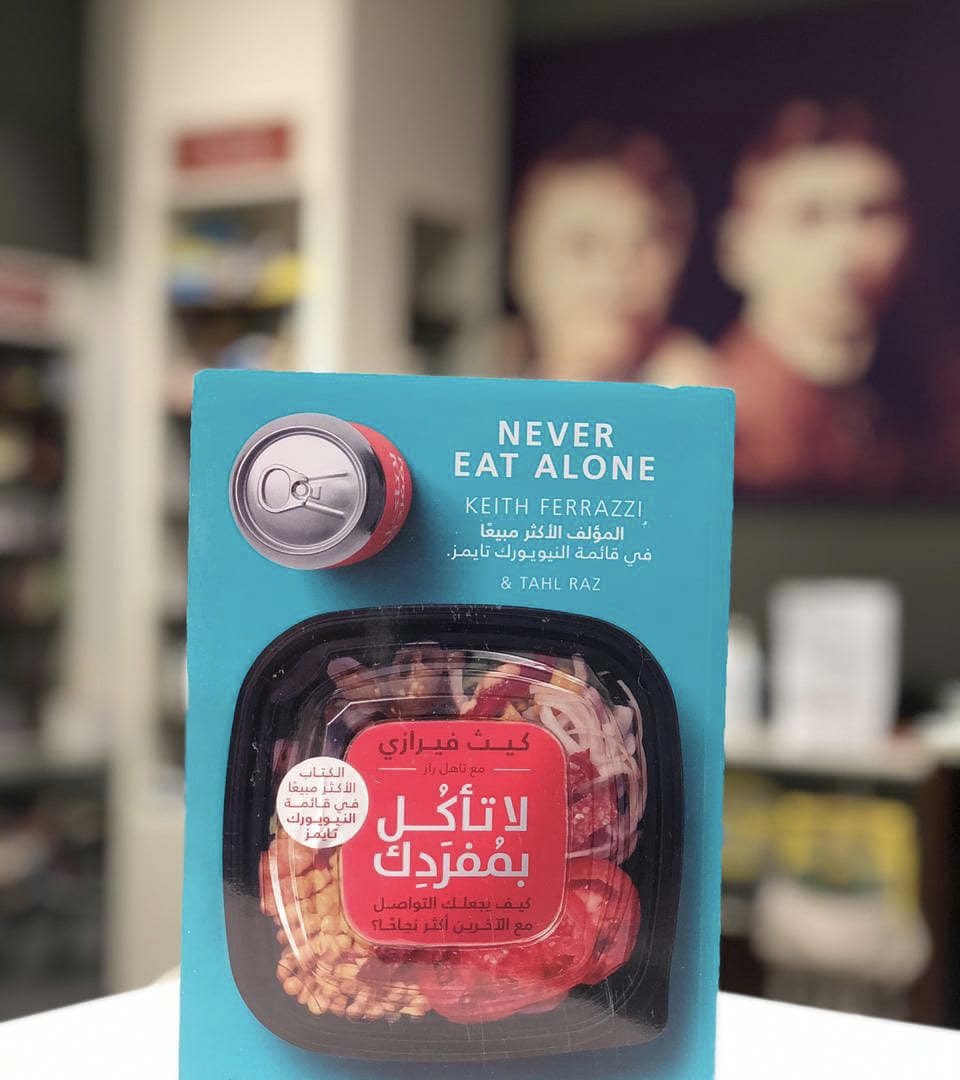 NEVER
EAT ALONE
KEITH FERRAZZI
المؤلف الأكثر مبيعًا
في قائمة النيويورك تايمز.
& TAHL RAZ
كيث فيرازي
مع تاهل راز
لا تأكُل
بمُفرَدِك
كيف يجعلك التواصل
مع الآخرين أكثر نجاحًا؟
الكتاب
الأكثر مبيعًا
في قائمة
النيويورك
تايمز